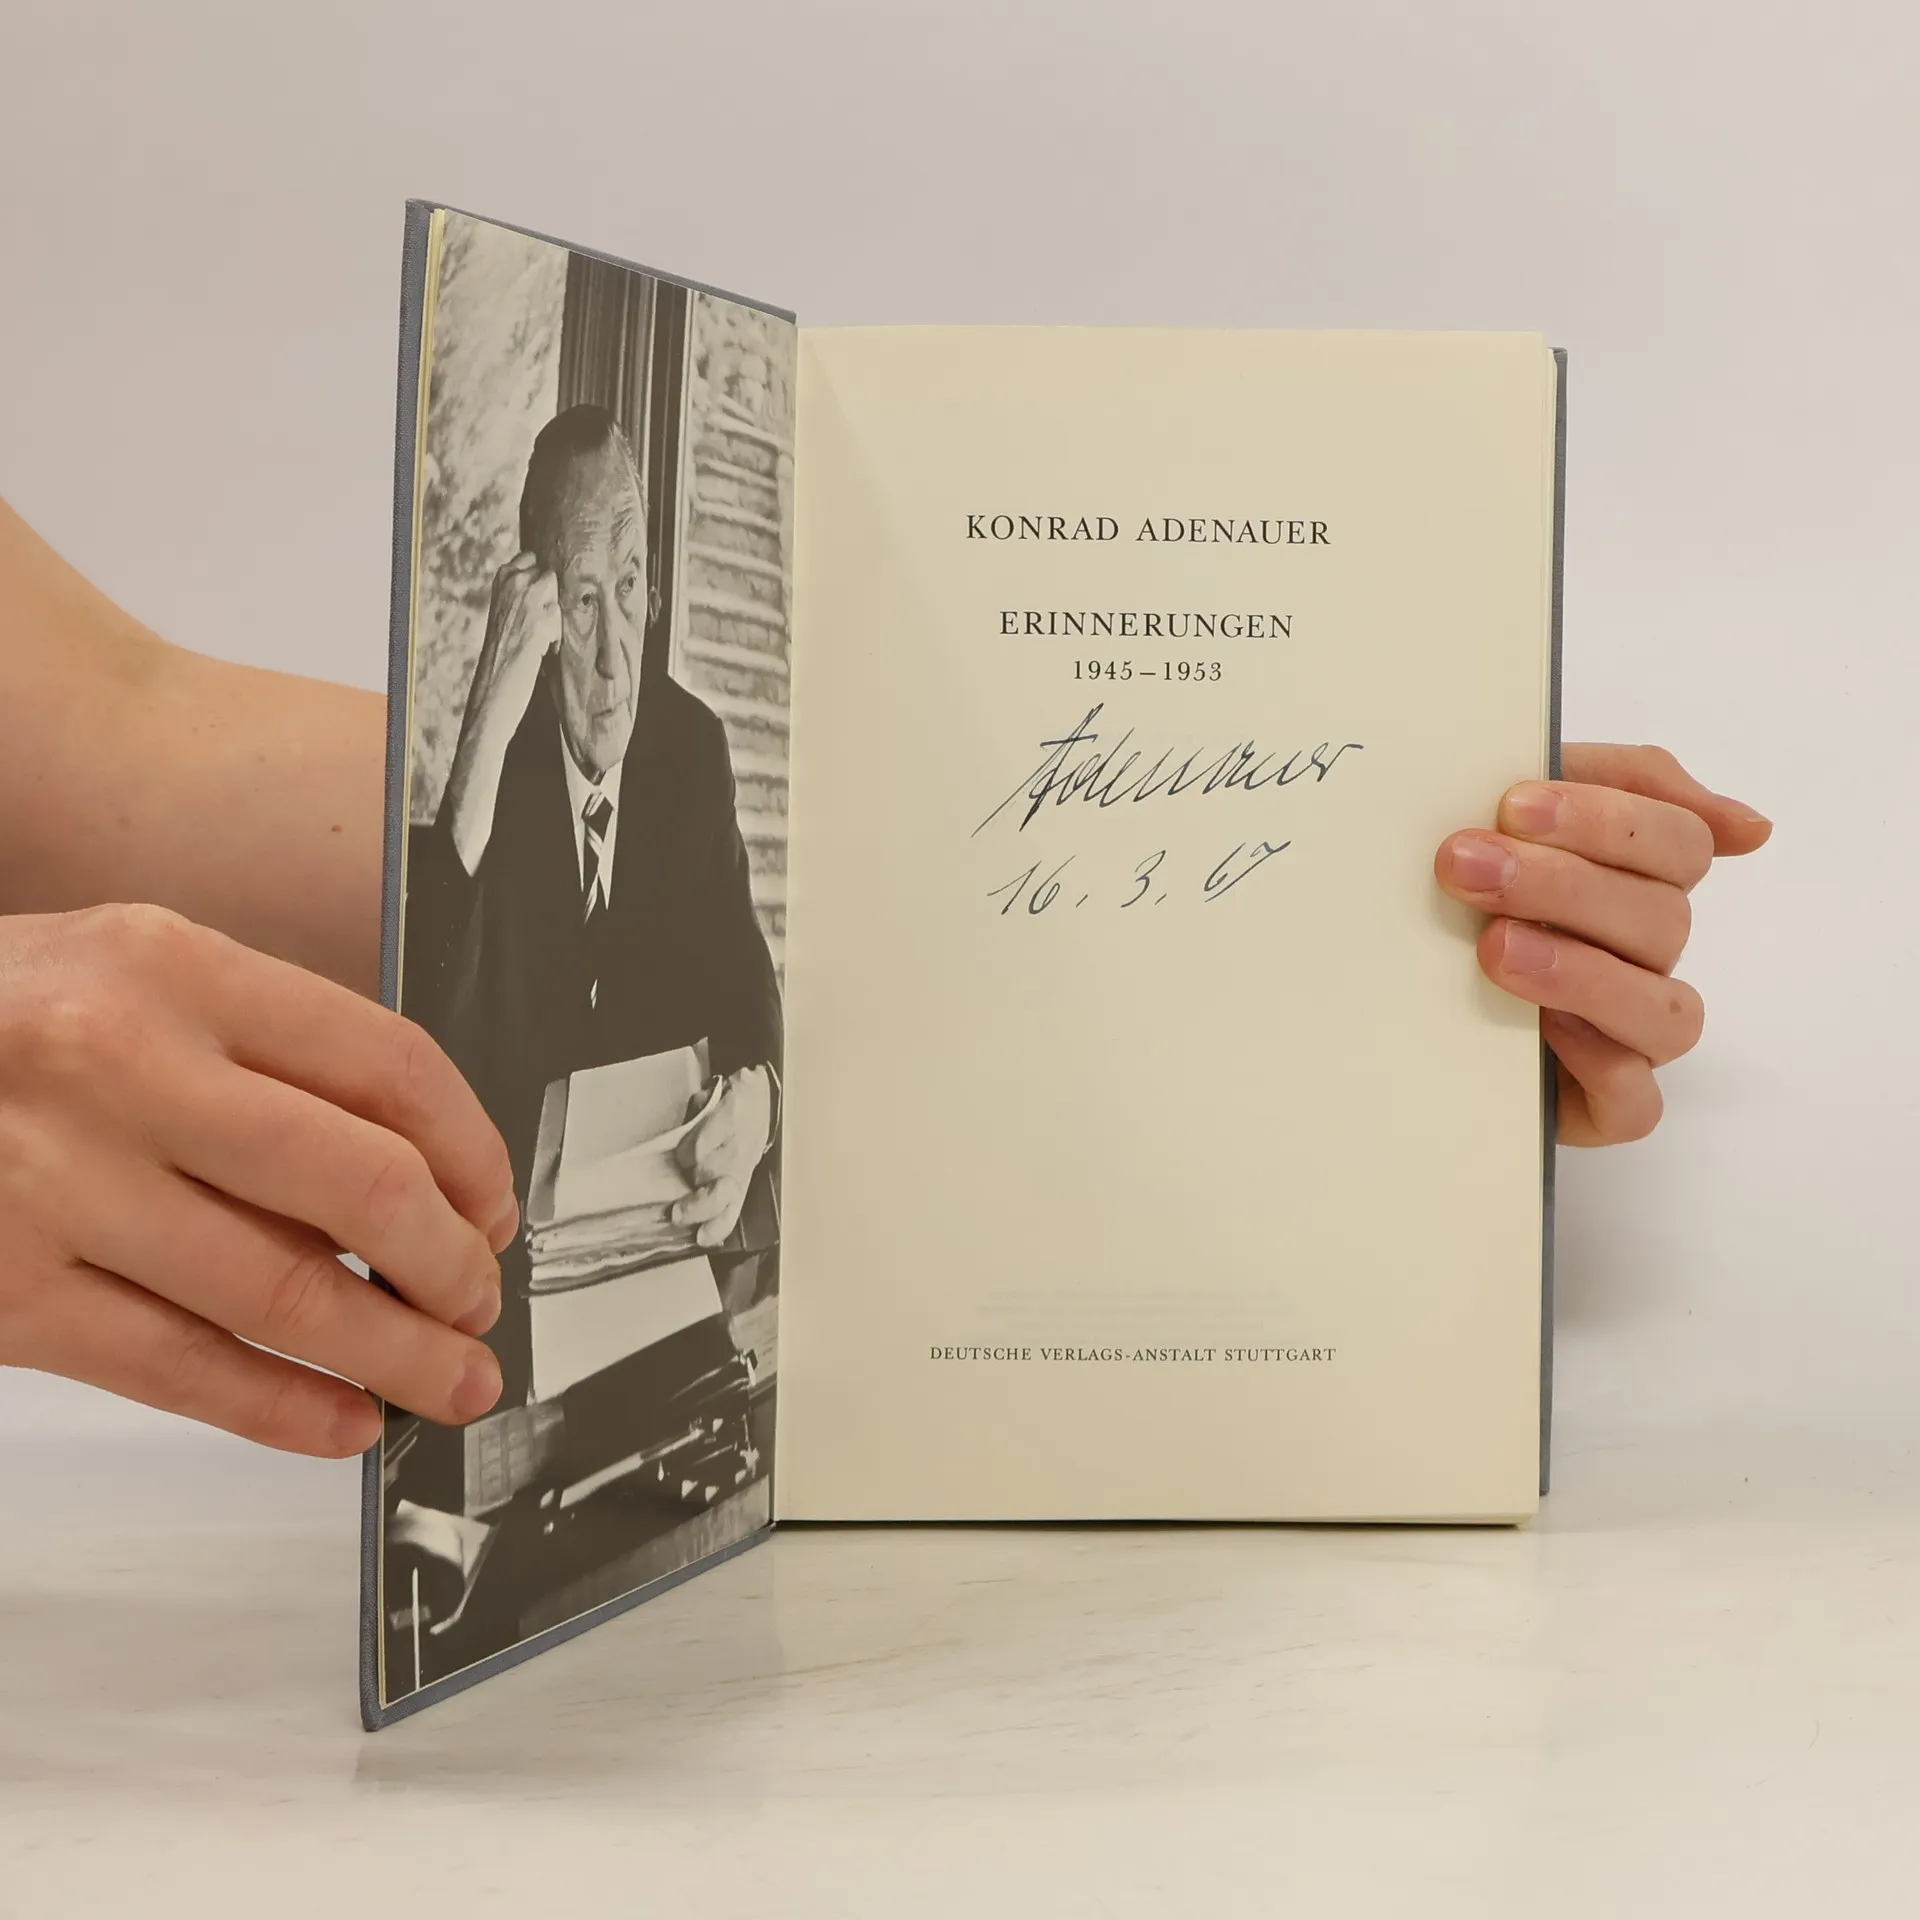 KONRAD ADENAUER
ERINNERUNGEN
1945–1953
Adenauer
16. 3. 67
DEUTSCHE VERLAGS-ANSTALT STUTTGART